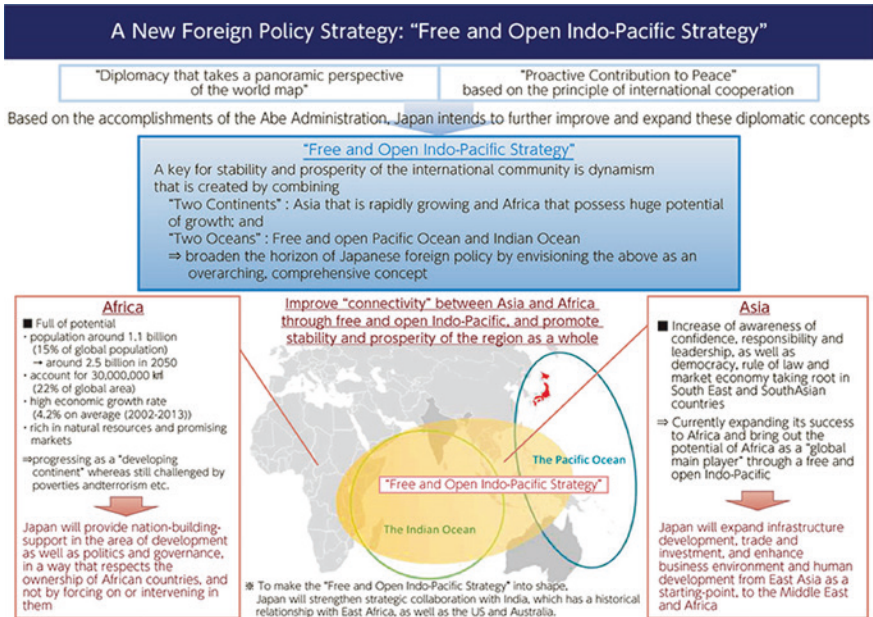 A New Foreign Policy Strategy: “Free and Open Indo-Pacific Strategy”
“Diplomacy that takes a panoramic perspective
of the world map”
“Proactive Contribution to Peace”
based on the principle of international cooperation
Based on the accomplishments of the Abe Administration, Japan intends to further improve and expand these diplomatic concepts
“Free and Open Indo-Pacific Strategy”
A key for stability and prosperity of the international community is dynamism
that is created by combining
“Two Continents” : Asia that is rapidly growing and Africa that possess huge potential
of growth; and
“Two Oceans” : Free and open Pacific Ocean and Indian Ocean
⇒ broaden the horizon of Japanese foreign policy by envisioning the above as an
overarching, comprehensive concept
Africa
■ Full of potential
・population around 1.1 billion
(15% of global population)
→ around 2.5 billion in 2050
・account for 30,000,000 ㎢
(22% of global area)
・high economic growth rate
(4.2% on average (2002-2013))
・rich in natural resources and promising
markets
⇒progressing as a “developing
continent” whereas still challenged by
poverties andterrorism etc.
Japan will provide nation-building-
support in the area of development
as well as politics and governance,
in a way that respects the
ownership of African countries, and
not by forcing on or intervening in
them
Improve “connectivity” between Asia and Africa
through free and open Indo-Pacific, and promote
stability and prosperity of the region as a whole
The Pacific Ocean
“Free and Open Indo-Pacific Strategy”
The Indian Ocean
※ To make the “Free and Open Indo-Pacific Strategy” into shape,
Japan will strengthen strategic collaboration with India, which has a historical
relationship with East Africa, as well as the US and Australia.
Asia
■ Increase of awareness of
confidence, responsibility and
leadership, as well as
democracy, rule of law and
market economy taking root in
South East and SouthAsian
countries
⇒ Currently expanding its success
to Africa and bring out the
potential of Africa as a “global
main player” through a free and
open Indo-Pacific
Japan will expand infrastructure
development, trade and
investment, and enhance
business environment and human
development from East Asia as a
starting-point, to the Middle East
and Africa